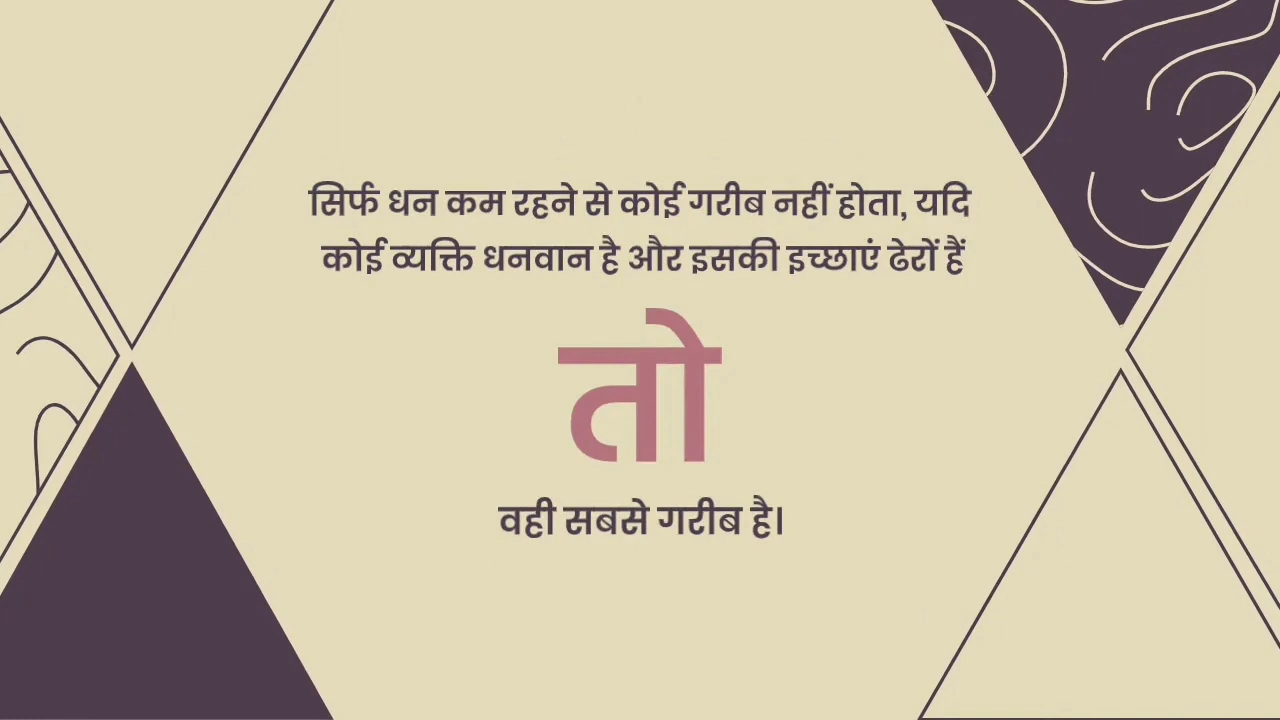 सिर्फ धन कम रहने से कोई गरीब नहीं होता, यदि
कोई व्यक्ति धनवान है और इसकी इच्छाएं ढेरों हैं
तो
वही सबसे गरीब है।